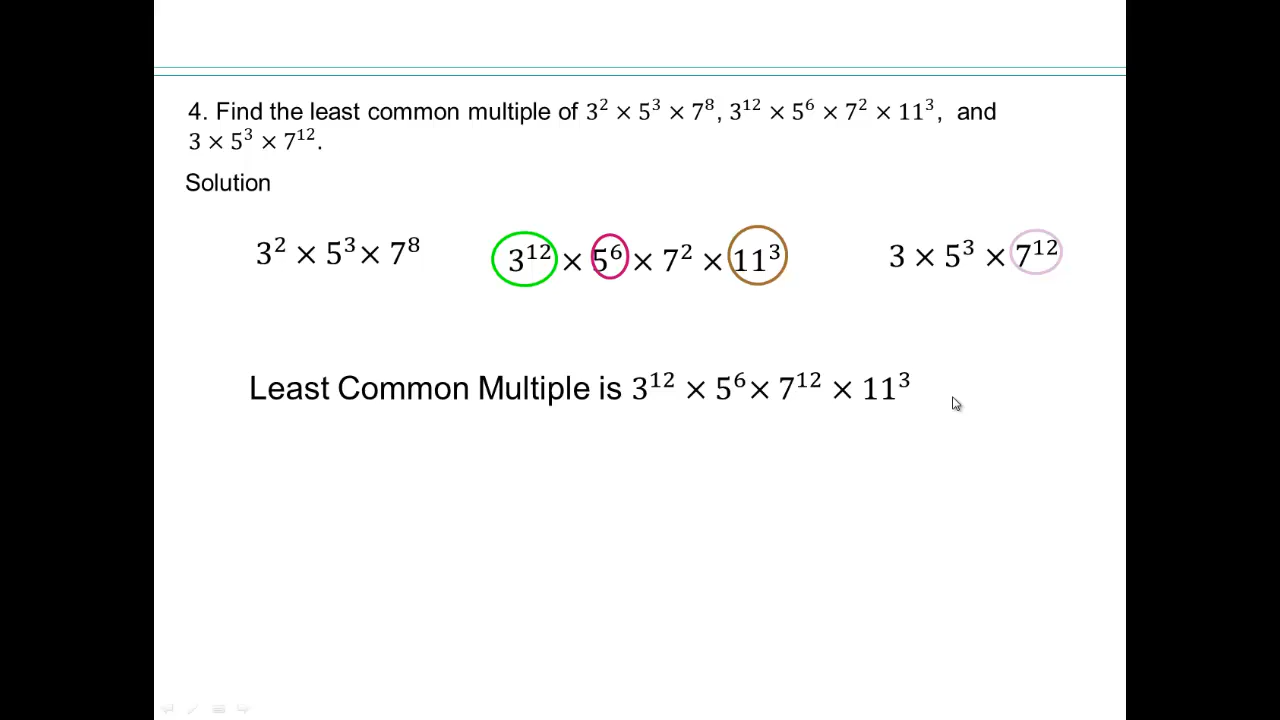 4. Find the least common multiple of 3² × 5³ × 7⁸, 3¹² × 5⁶ × 7² × 11³, and
3 × 5³ × 7¹².
Solution
3² × 5³ × 7⁸ 3¹² × 5⁶ × 7² × 11³ 3 × 5³ × 7¹²
Least Common Multiple is 3¹² × 5⁶ × 7¹² × 11³